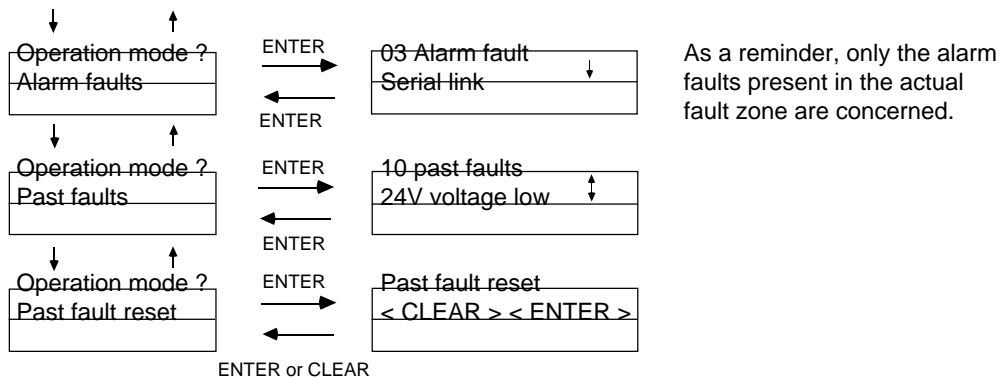 Operation mode ?
Alarm faults
ENTER
ENTER
03 Alarm fault
Serial link
As a reminder, only the alarm
faults present in the actual
fault zone are concerned.
Operation mode ?
Past faults
ENTER
ENTER
10 past faults
24V voltage low
Operation mode ?
Past fault reset
ENTER
ENTER or CLEAR
Past fault reset
< CLEAR > < ENTER >